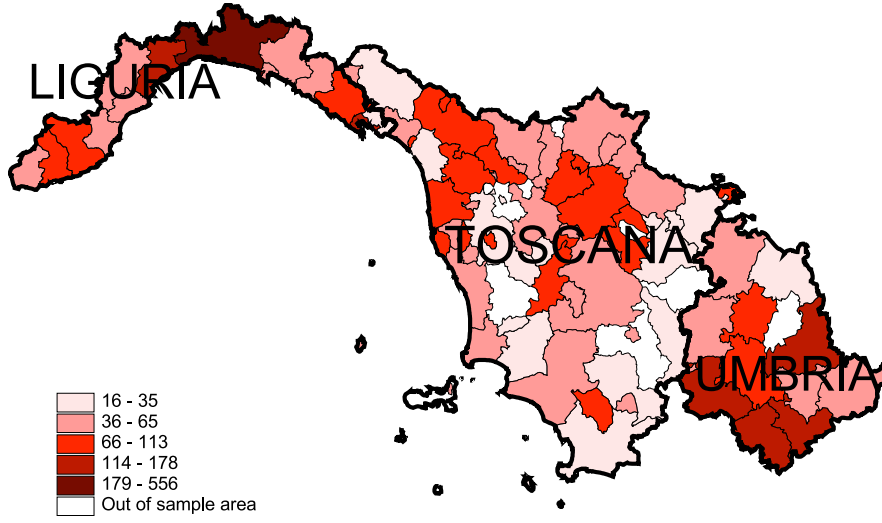 LIGURIA
TOSCANA
UMBRIA
16 - 35
36 - 65
66 - 113
114 - 178
179 - 556
Out of sample area